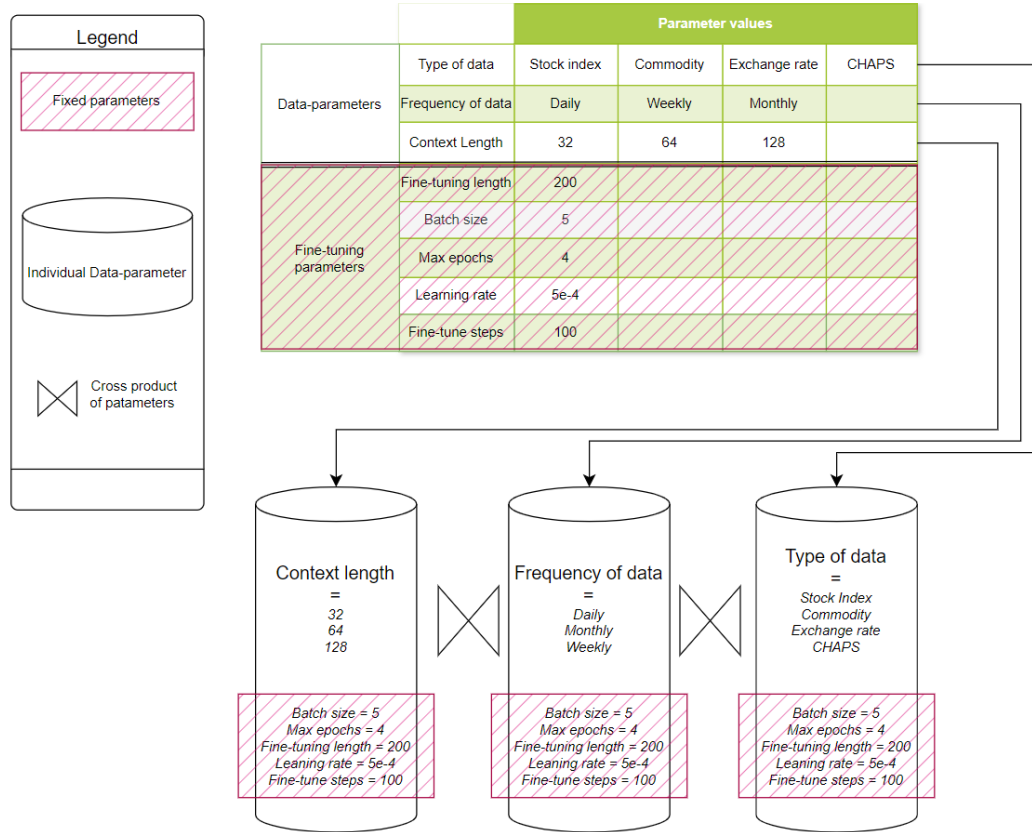 Legend
Fixed parameters
Individual Data-parameter
Cross product
of patameters
Parameter values
Data-parameters
Type of data
Stock index
Commodity
Exchange rate
CHAPS
Frequency of data
Daily
Weekly
Monthly
Context Length
32
64
128
Fine-tuning
parameters
Fine-tuning length
200
Batch size
5
Max epochs
4
Learning rate
5e-4
Fine-tune steps
100
Context length
=
32
64
128
Batch size = 5
Max epochs = 4
Fine-tuning length = 200
Leaning rate = 5e-4
Fine-tune steps = 100
Frequency of data
=
Daily
Monthly
Weekly
Batch size = 5
Max epochs = 4
Fine-tuning length = 200
Leaning rate = 5e-4
Fine-tune steps = 100
Type of data
=
Stock Index
Commodity
Exchange rate
CHAPS
Batch size = 5
Max epochs = 4
Fine-tuning length = 200
Leaning rate = 5e-4
Fine-tune steps = 100